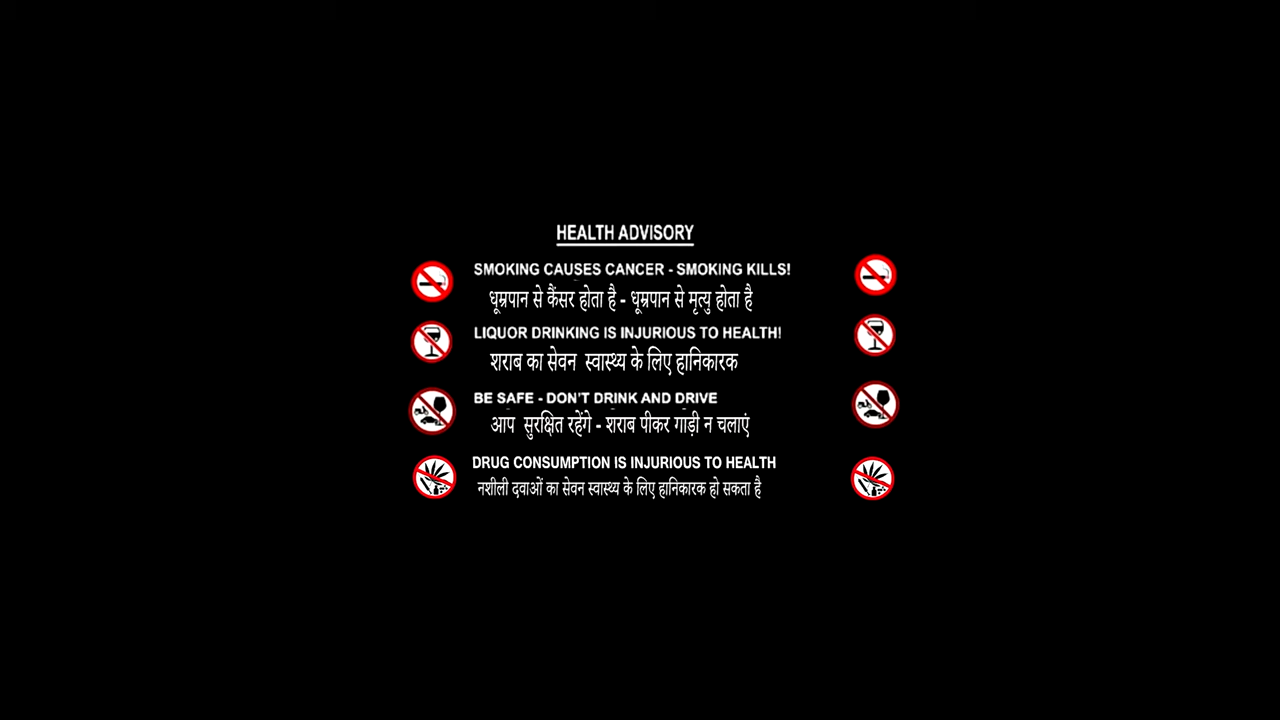 HEALTH ADVISORY
SMOKING CAUSES CANCER - SMOKING KILLS!
धूम्रपान से कैंसर होता है - धूम्रपान से मृत्यु होता है
LIQUOR DRINKING IS INJURIOUS TO HEALTH!
शराब का सेवन स्वास्थ्य के लिए हानिकारक
BE SAFE - DON'T DRINK AND DRIVE
आप सुरक्षित रहेंगे - शराब पीकर गाड़ी न चलाएं
DRUG CONSUMPTION IS INJURIOUS TO HEALTH
नशीली दवाओं का सेवन स्वास्थ्य के लिए हानिकारक हो सकता है